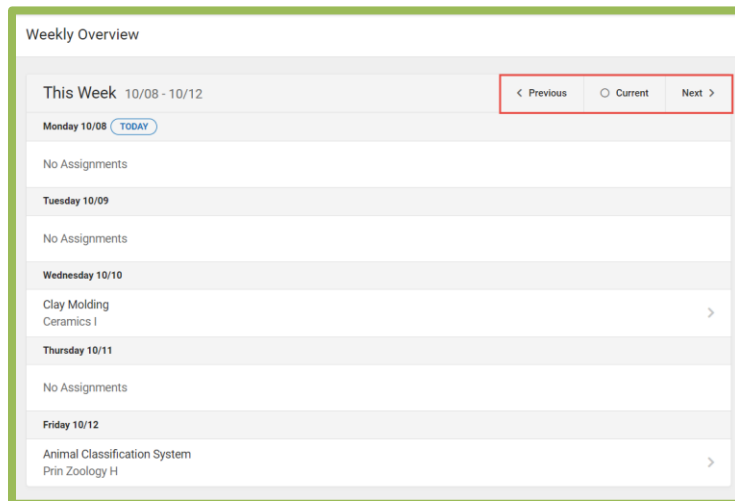 Weekly Overview
This Week 10/08 - 10/12
< Previous
Current
Next >
Monday 10/08 TODAY
No Assignments
Tuesday 10/09
No Assignments
Wednesday 10/10
Clay Molding
Ceramics I
Thursday 10/11
No Assignments
Friday 10/12
Animal Classification System
Prin Zoology H